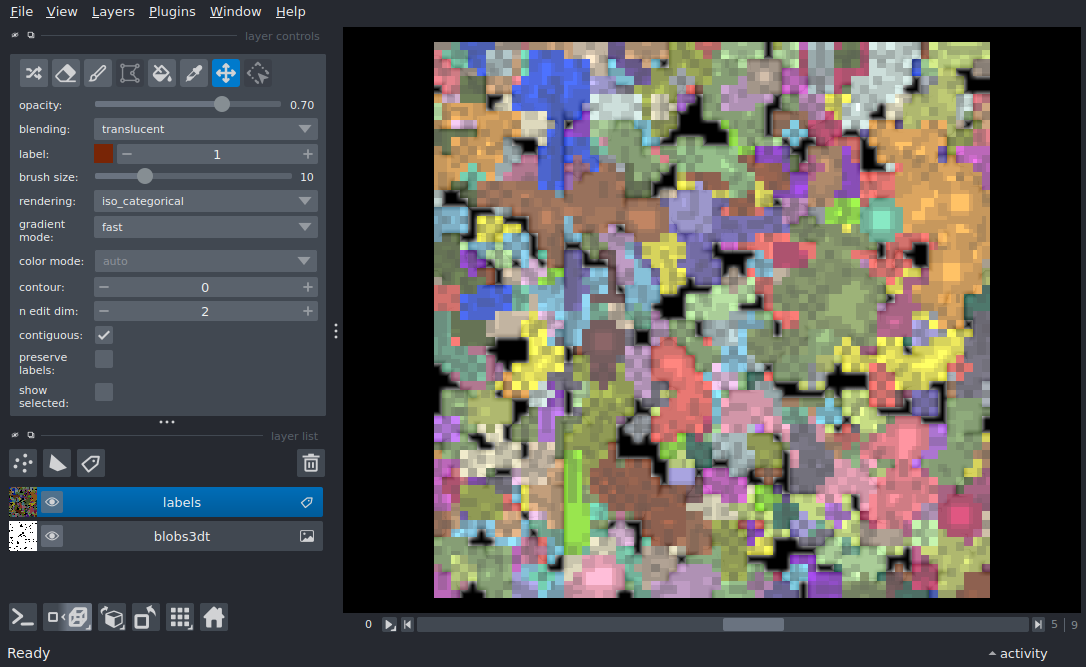 File View Layers Plugins Window Help
layer controls
opacity: 0.70
blending: translucent
label: 1
brush size: 10
rendering: iso_categorical
gradient
mode: fast
color mode: auto
contour: 0
n edit dim: 2
contiguous:
preserve
labels:
show
selected:
layer list
labels
blobs3dt
0 5 | 9
Ready activity